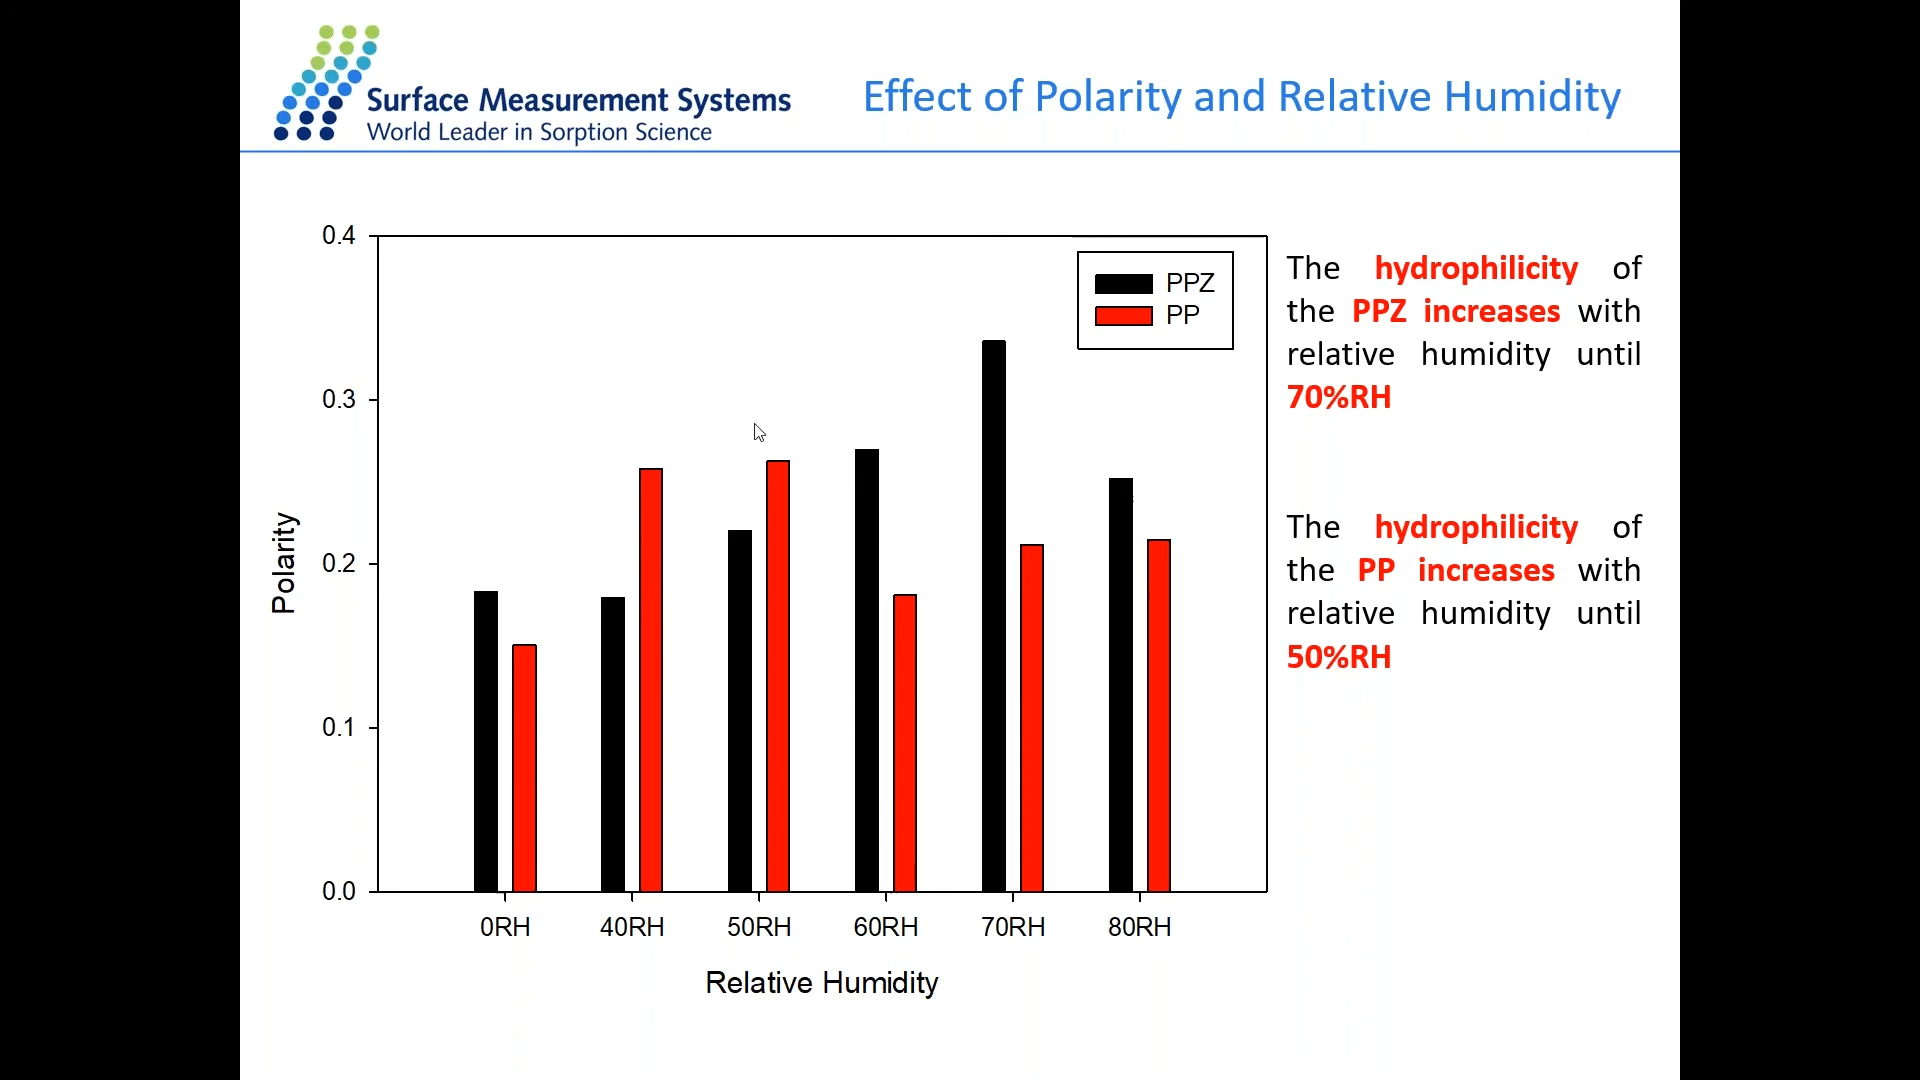 Surface Measurement Systems
World Leader in Sorption Science
Effect of Polarity and Relative Humidity
0.4
0.3
0.2
0.1
0.0
Polarity
PPZ
PP
0RH
40RH
50RH
60RH
70RH
80RH
Relative Humidity
The hydrophilicity of
the PPZ increases with
relative humidity until
70%RH
The hydrophilicity of
the PP increases with
relative humidity until
50%RH